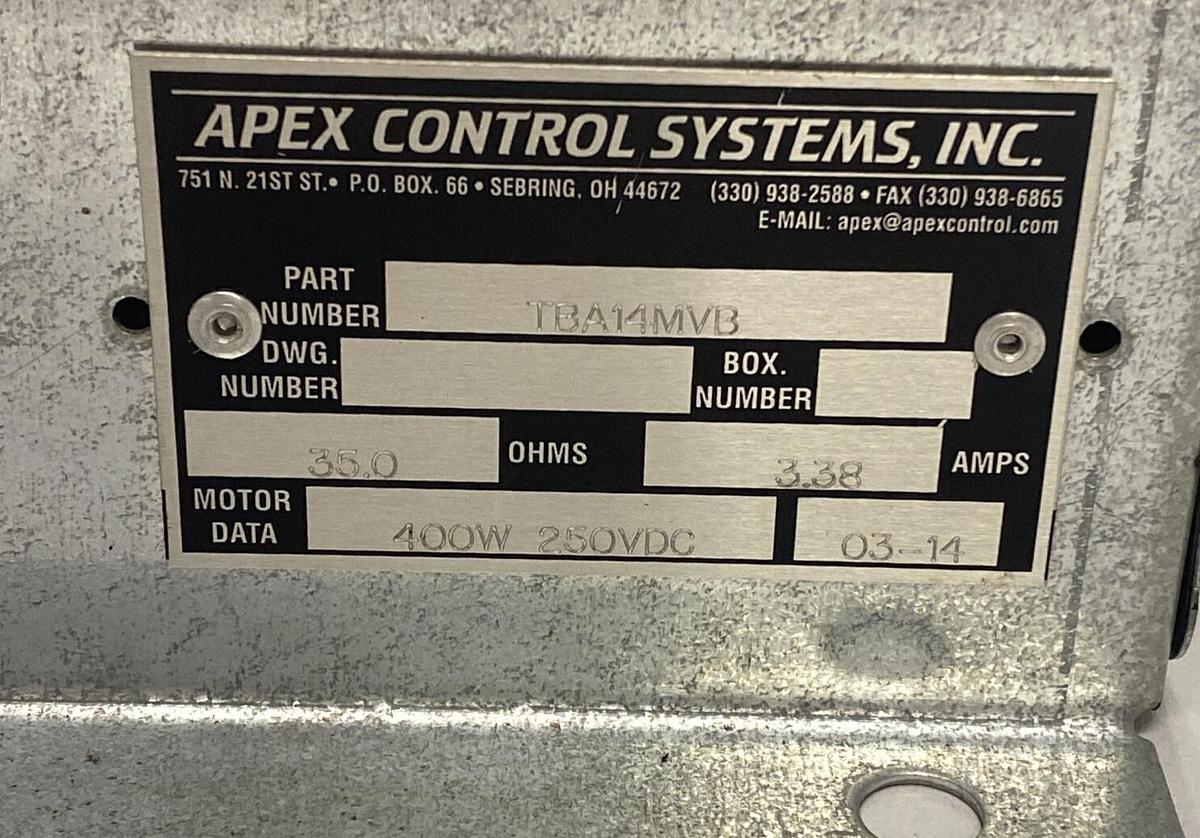 APEX CONTROL SYSTEMS, INC.
751 N. 21ST ST.• P.O. BOX. 66 • SEBRING, OH 44672 (330) 938-2588 • FAX (330) 938-6865
E-MAIL: apex@apexcontrol.com
PART NUMBER TBA14MVB
DWG. NUMBER BOX. NUMBER
35.0 OHMS 3.38 AMPS
MOTOR DATA 400W 250VDC 03-14